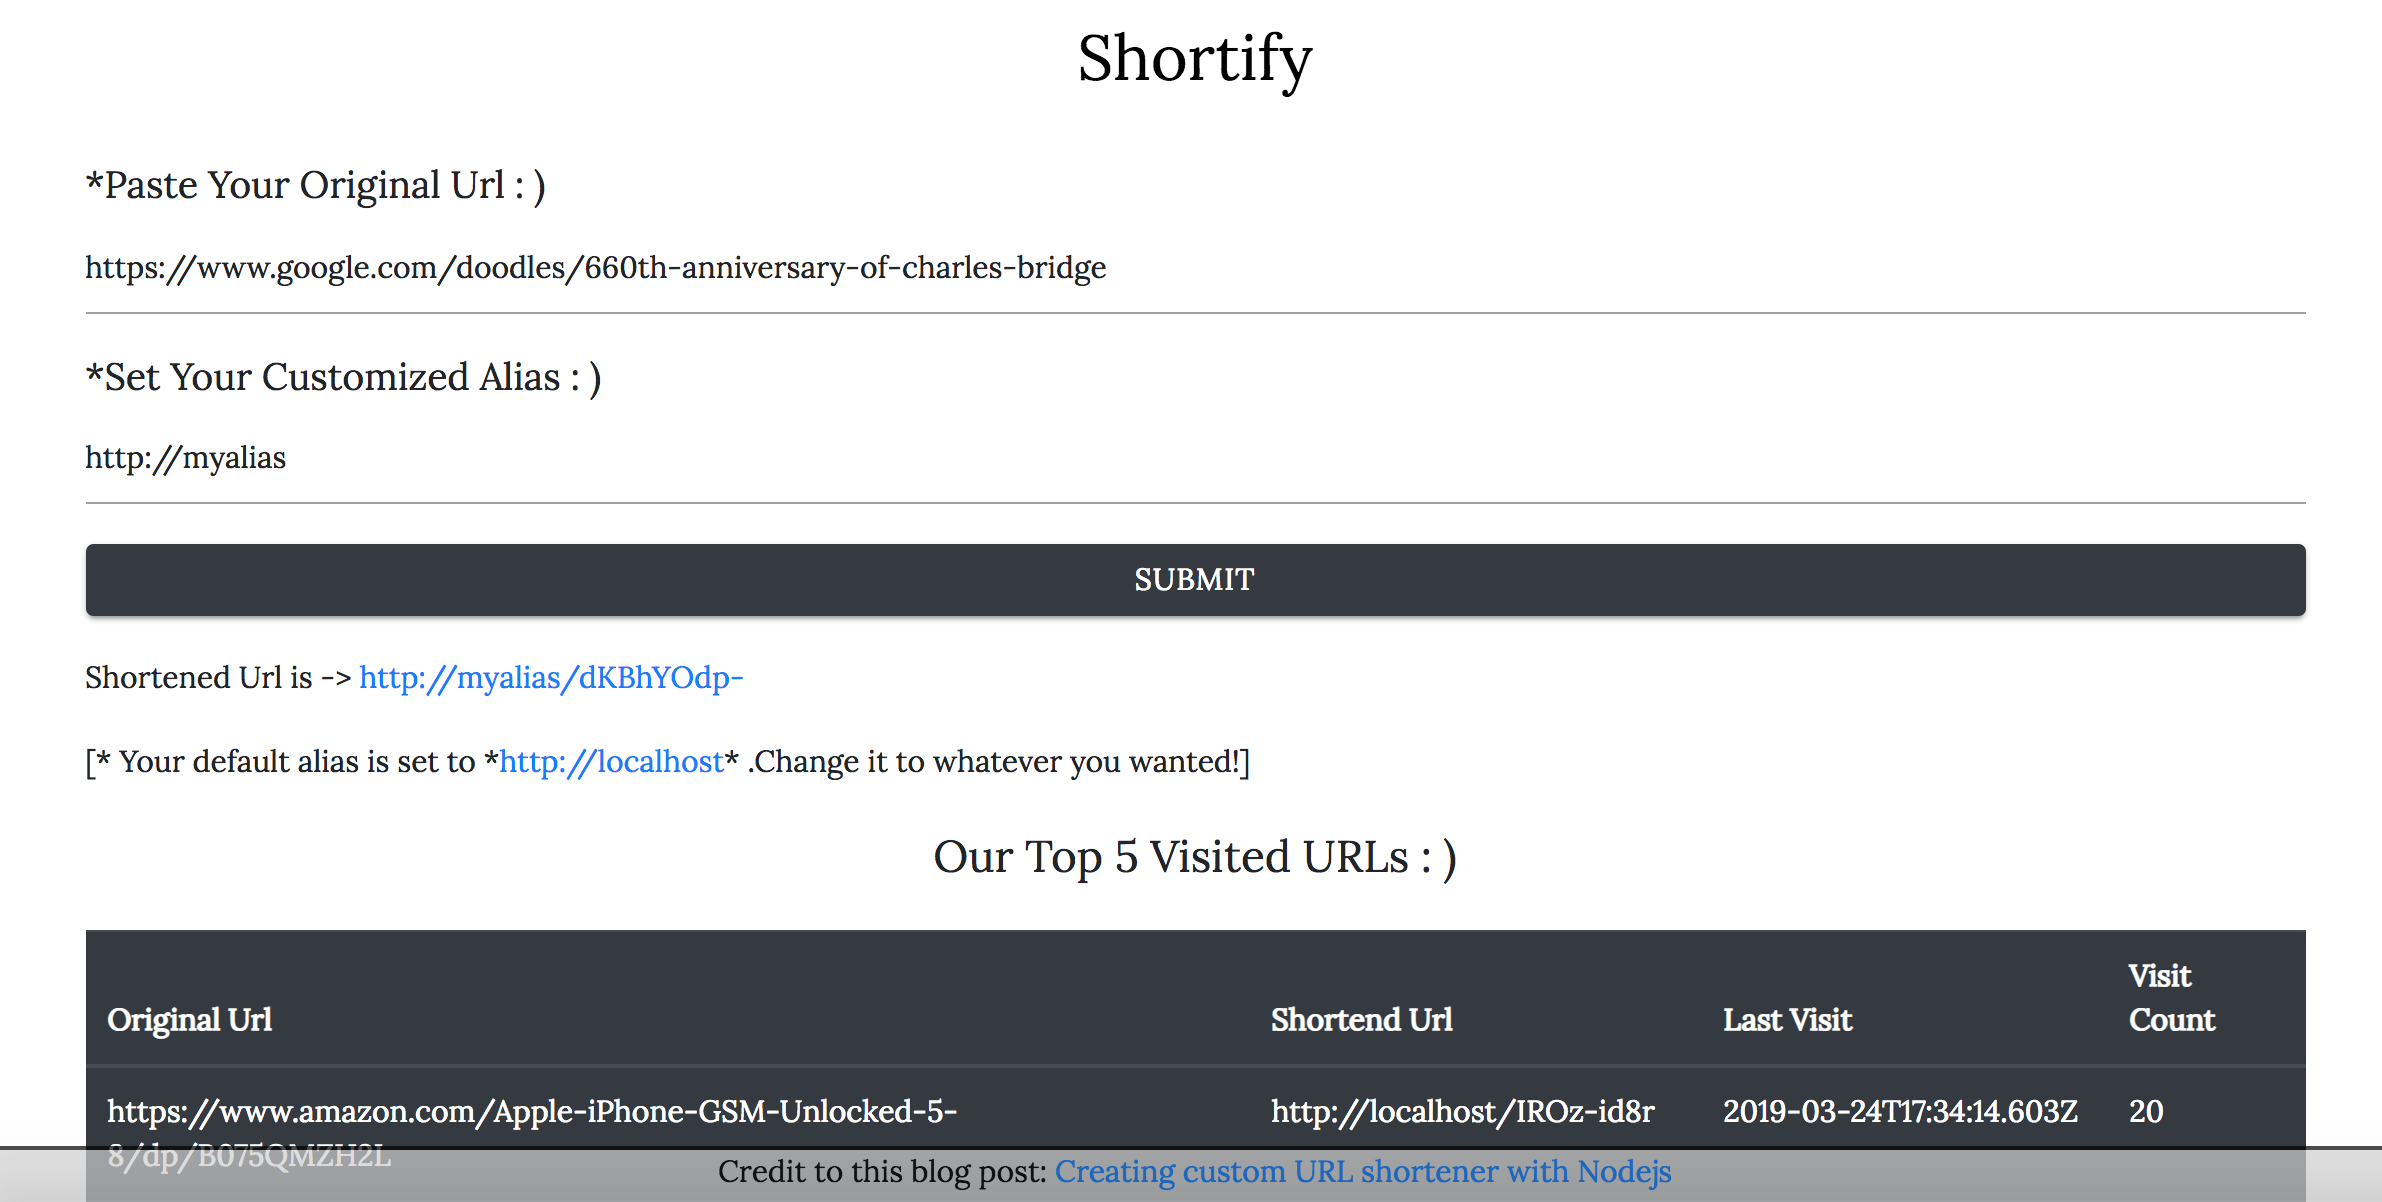 Shortify
*Paste Your Original Url : )
https://www.google.com/doodles/660th-anniversary-of-charles-bridge
*Set Your Customized Alias : )
http://myalias
SUBMIT
Shortened Url is -> http://myalias/dKBhYOdp-
[* Your default alias is set to *http://localhost* .Change it to whatever you wanted!]
Our Top 5 Visited URLs : )
Original Url Shortend Url Last Visit Visit
Count
https://www.amazon.com/Apple-iPhone-GSM-Unlocked-5- http://localhost/IROz-id8r 2019-03-24T17:34:14.603Z 20
8/dp/B075QMZH2L
Credit to this blog post: Creating custom URL shortener with Nodejs